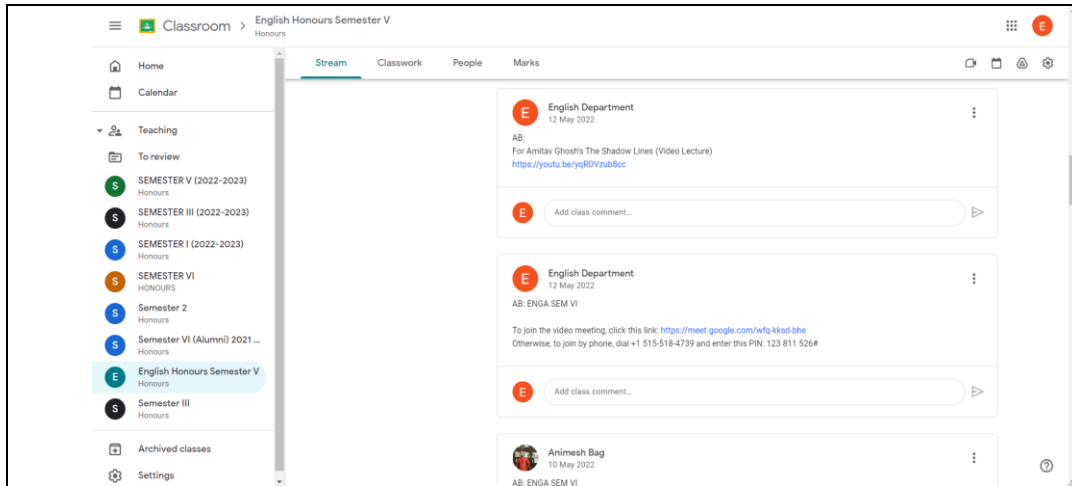 Classroom > English Honours Semester V
Honours
E
Home
Calendar
Teaching
To review
S SEMESTER V (2022-2023)
Honours
S SEMESTER III (2022-2023)
Honours
S SEMESTER I (2022-2023)
Honours
S SEMESTER VI
HONOURS
S Semester 2
Honours
S Semester VI (Alumni) 2021 ...
Honours
E English Honours Semester V
Honours
S Semester III
Honours
Archived classes
Settings
Stream Classwork People Marks
E English Department
12 May 2022
AB:
For Amitav Ghosh's The Shadow Lines (Video Lecture)
https://youtu.be/yqRDVzub8cc
E Add class comment...
E English Department
12 May 2022
AB: ENGA SEM VI
To join the video meeting, click this link: https://meet.google.com/wfq-kksd-bhe
Otherwise, to join by phone, dial +1 515-518-4739 and enter this PIN: 123 811 526#
E Add class comment...
Animesh Bag
10 May 2022
AB: ENGA SEM VI